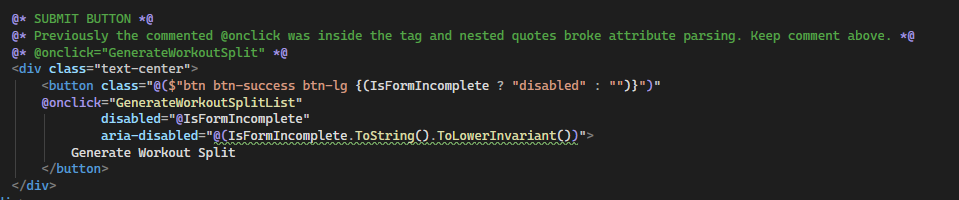 @* SUBMIT BUTTON *@
@* Previously the commented @onclick was inside the tag and nested quotes broke attribute parsing. Keep comment above. *@
@* @onclick="GenerateWorkoutSplit" *@
<div class="text-center">
<button class="@($"btn btn-success btn-lg {(IsFormIncomplete ? "disabled" : "")}")"
@onclick="GenerateWorkoutSplitList"
disabled="@IsFormIncomplete"
aria-disabled="@(IsFormIncomplete.ToString().ToLowerInvariant())">
Generate Workout Split
</button>
</div>